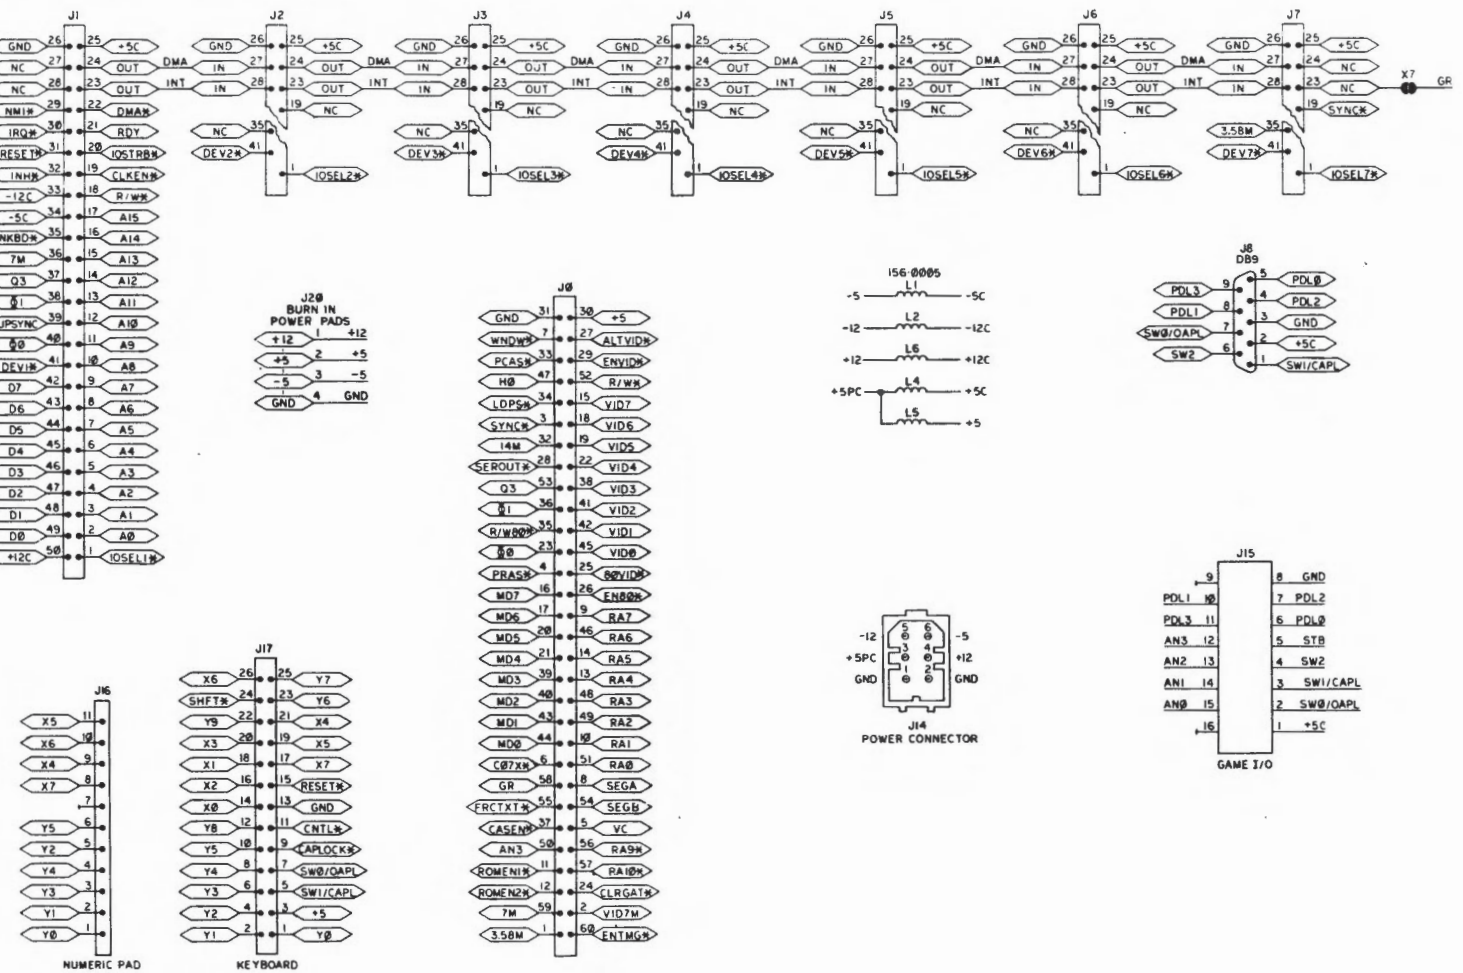 J1 J2 J3 J4 J5 J6 J7
GND 26 25 +5C GND 26 25 +5C GND 26 25 +5C GND 26 25 +5C GND 26 25 +5C GND 26 25 +5C GND 26 25 +5C
NC 27 24 OUT DMA IN 27 24 OUT DMA IN 27 24 OUT DMA IN 27 24 OUT DMA IN 27 24 OUT DMA IN 27 24 OUT DMA IN 27 24 NC
NC 28 23 OUT INT IN 28 23 OUT INT IN 28 23 OUT INT IN 28 23 OUT INT IN 28 23 OUT INT IN 28 23 OUT INT IN 28 23 NC X7 GR
NMI* 29 22 DMA* 19 NC 19 NC 19 NC 19 NC 19 NC 19 SYNC*
IRQ* 30 21 RDY NC 35 NC 35 NC 35 NC 35 NC 35 3.58M 35
RESET* 31 20 IOSTRB* DEV2* 41 DEV3* 41 DEV4* 41 DEV5* 41 DEV6* 41 DEV7* 41
INH* 32 19 CLKEN* 1 IOSEL2* 1 IOSEL3* 1 IOSEL4* 1 IOSEL5* 1 IOSEL6* 1 IOSEL7*
-12C 33 18 R/W*
-5C 34 17 A15
NKBD* 35 16 A14
7M 36 15 A13
Q3 37 14 A12
Φ1 38 13 A11
UPSYNC 39 12 A10
Φ0 40 11 A9
DEV1* 41 10 A8
D7 42 9 A7
D6 43 8 A6
D5 44 7 A5
D4 45 6 A4
D3 46 5 A3
D2 47 4 A2
D1 48 3 A1
D0 49 2 A0
+12C 50 1 IOSEL1*
J20
BURN IN
POWER PADS
+12 1 +12
+5 2 +5
-5 3 -5
GND 4 GND
J0
GND 31 30 +5
WNDW* 7 27 ALTVID*
PCAS* 33 29 ENVID*
H0 47 52 R/W*
LDPS* 34 15 VID7
SYNC* 3 18 VID6
14M 32 19 VID5
SEROUT* 28 22 VID4
Q3 53 38 VID3
Φ1 36 41 VID2
R/W80* 35 42 VID1
Φ0 23 45 VID0
PRAS* 4 25 80VID*
MD7 16 26 EN80*
MD6 17 9 RA7
MD5 20 46 RA6
MD4 21 14 RA5
MD3 39 13 RA4
MD2 40 48 RA3
MD1 43 49 RA2
MD0 44 10 RA1
C07X* 6 51 RA0
GR 58 8 SEGA
FRCTXT* 55 54 SEGB
CASEN* 37 5 VC
AN3 50 56 RA9*
ROMEN1* 11 57 RA10*
ROMEN2* 12 24 CLRGAT*
7M 59 2 VID7M
3.58M 1 60 ENTMG*
156-0005
-5 L1 -5C
-12 L2 -12C
+12 L6 +12C
+5PC L4 +5C
L5 +5
J8
DB9
5 PDL0
PDL3 9
4 PDL2
PDL1 8
3 GND
SW0/OAPL 7
2 +5C
SW2 6
1 SW1/CAPL
J16
X5 11
X6 10
X4 9
X7 8
7
Y5 6
Y2 5
Y4 4
Y3 3
Y1 2
Y0 1
NUMERIC PAD
J17
X6 26 25 Y7
SHFT* 24 23 Y6
Y9 22 21 X4
X3 20 19 X5
X1 18 17 X7
X2 16 15 RESET*
X0 14 13 GND
Y8 12 11 CNTL*
Y5 10 9 CAPLOCK*
Y4 8 7 SW0/OAPL
Y3 6 5 SW1/CAPL
Y2 4 3 +5
Y1 2 1 Y0
KEYBOARD
-12 5 6 -5
+5PC 3 4 +12
GND 1 2 GND
J14
POWER CONNECTOR
J15
9 8 GND
PDL1 10 7 PDL2
PDL3 11 6 PDL0
AN3 12 5 STB
AN2 13 4 SW2
AN1 14 3 SW1/CAPL
AN0 15 2 SW0/OAPL
16 1 +5C
GAME I/O